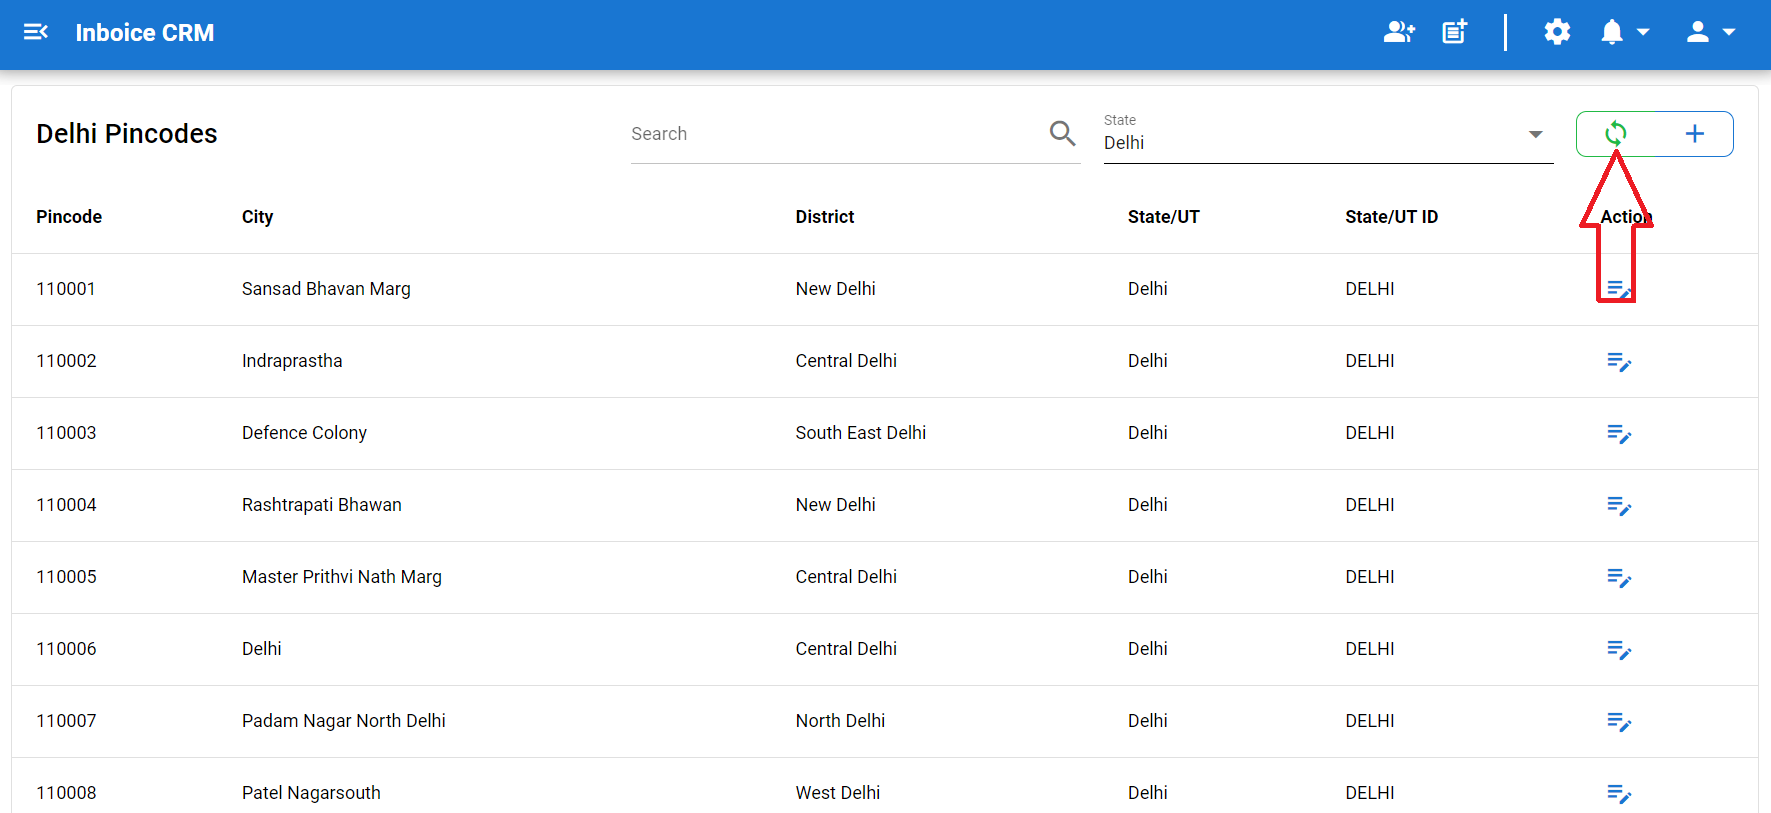 Inboice CRM
Delhi Pincodes
Search
State
Delhi
Pincode City District State/UT State/UT ID Action
110001 Sansad Bhavan Marg New Delhi Delhi DELHI
110002 Indraprastha Central Delhi Delhi DELHI
110003 Defence Colony South East Delhi Delhi DELHI
110004 Rashtrapati Bhawan New Delhi Delhi DELHI
110005 Master Prithvi Nath Marg Central Delhi Delhi DELHI
110006 Delhi Central Delhi Delhi DELHI
110007 Padam Nagar North Delhi North Delhi Delhi DELHI
110008 Patel Nagarsouth West Delhi Delhi DELHI